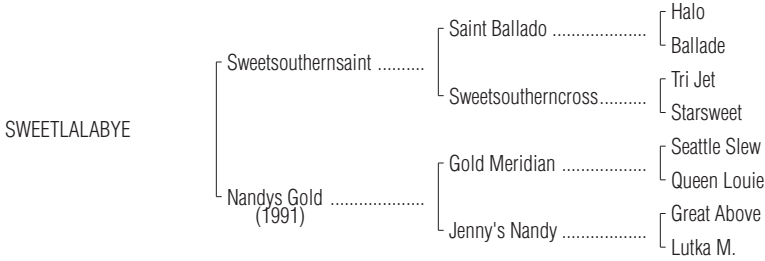 Halo
Saint Ballado ....................
Ballade
Sweetsouthernsaint ..........
Tri Jet
Sweetsoutherncross..........
Starsweet
SWEETLALABYE
Seattle Slew
Gold Meridian ..................
Queen Louie
Nandys Gold ....................
(1991)
Great Above
Jenny's Nandy ..................
Lutka M.